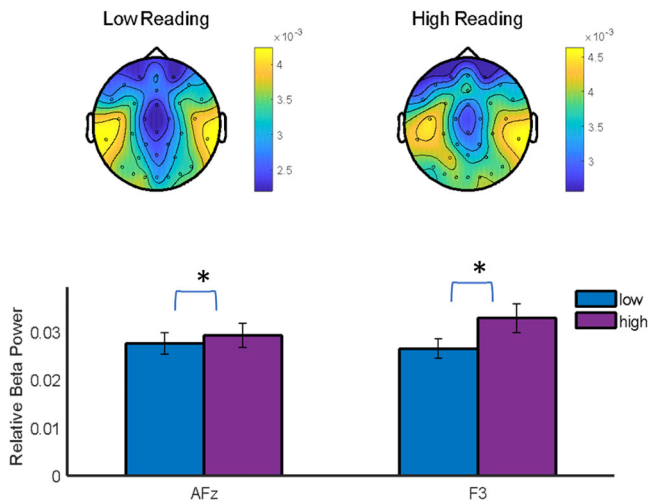 Low Reading
High Reading
×10⁻³
4
3.5
3
2.5
×10⁻³
4.5
4
3.5
3
*
*
low
high
Relative Beta Power
0.03
0.02
0.01
0
AFz
F3